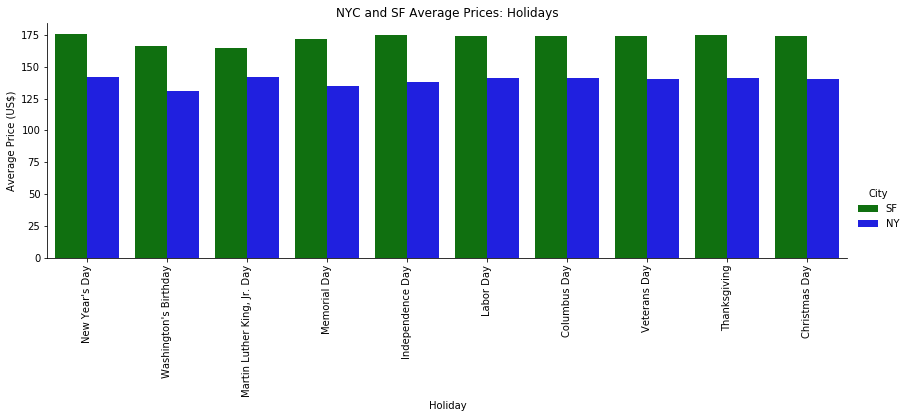 NYC and SF Average Prices: Holidays
Average Price (US$)
175
150
125
100
75
50
25
0
New Year's Day
Washington's Birthday
Martin Luther King, Jr. Day
Memorial Day
Independence Day
Labor Day
Columbus Day
Veterans Day
Thanksgiving
Christmas Day
Holiday
City
SF
NY